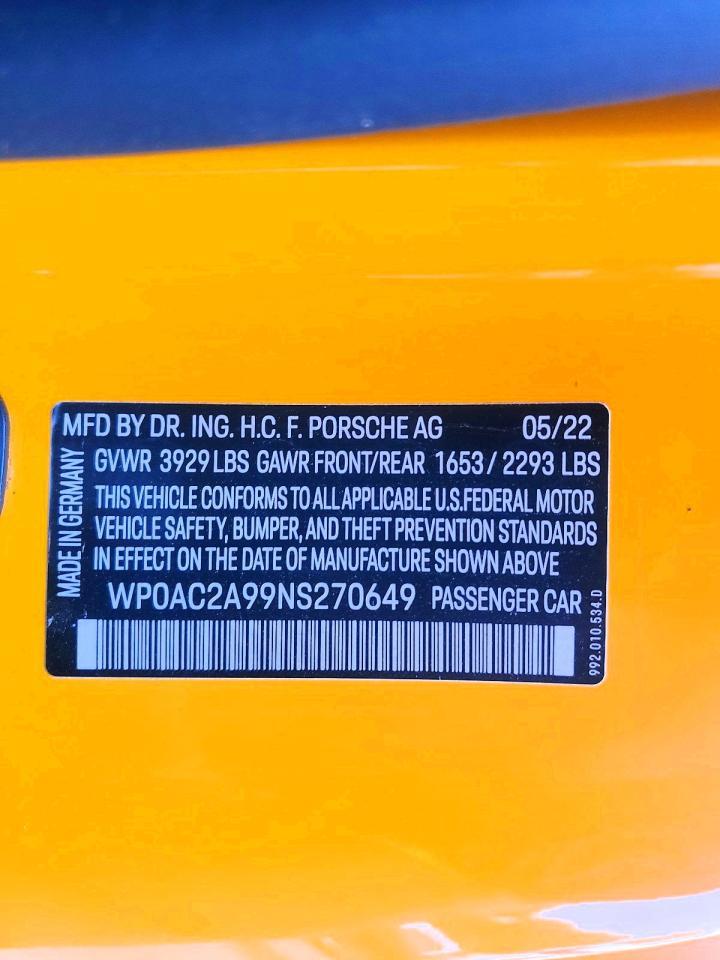 MFD BY DR. ING. H.C. F. PORSCHE AG 05/22
GVWR 3929 LBS GAWR FRONT/REAR 1653 / 2293 LBS
THIS VEHICLE CONFORMS TO ALL APPLICABLE U.S.FEDERAL MOTOR
VEHICLE SAFETY, BUMPER, AND THEFT PREVENTION STANDARDS
IN EFFECT ON THE DATE OF MANUFACTURE SHOWN ABOVE
WP0AC2A99NS270649 PASSENGER CAR
MADE IN GERMANY
992.010.534.D